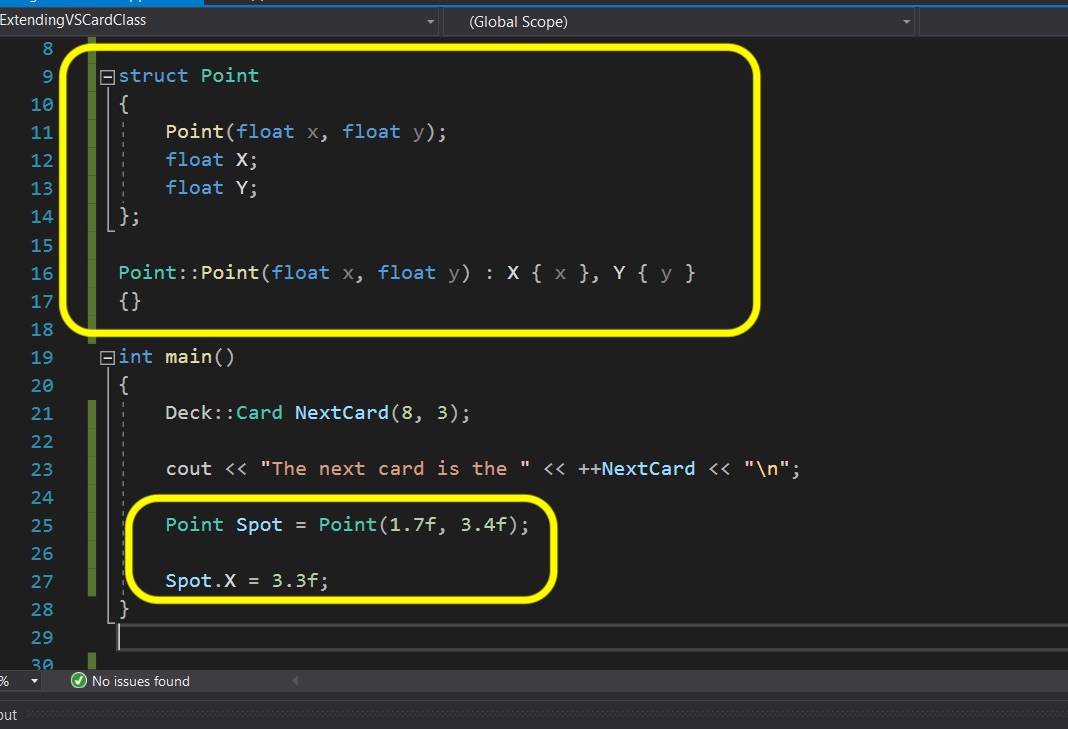 ExtendingVSCardClass (Global Scope)
8
9 struct Point
10 {
11 Point(float x, float y);
12 float X;
13 float Y;
14 };
15
16 Point::Point(float x, float y) : X { x }, Y { y }
17 {}
18
19 int main()
20 {
21 Deck::Card NextCard(8, 3);
22
23 cout << "The next card is the " << ++NextCard << "\n";
24
25 Point Spot = Point(1.7f, 3.4f);
26
27 Spot.X = 3.3f;
28 }
29
30
% No issues found